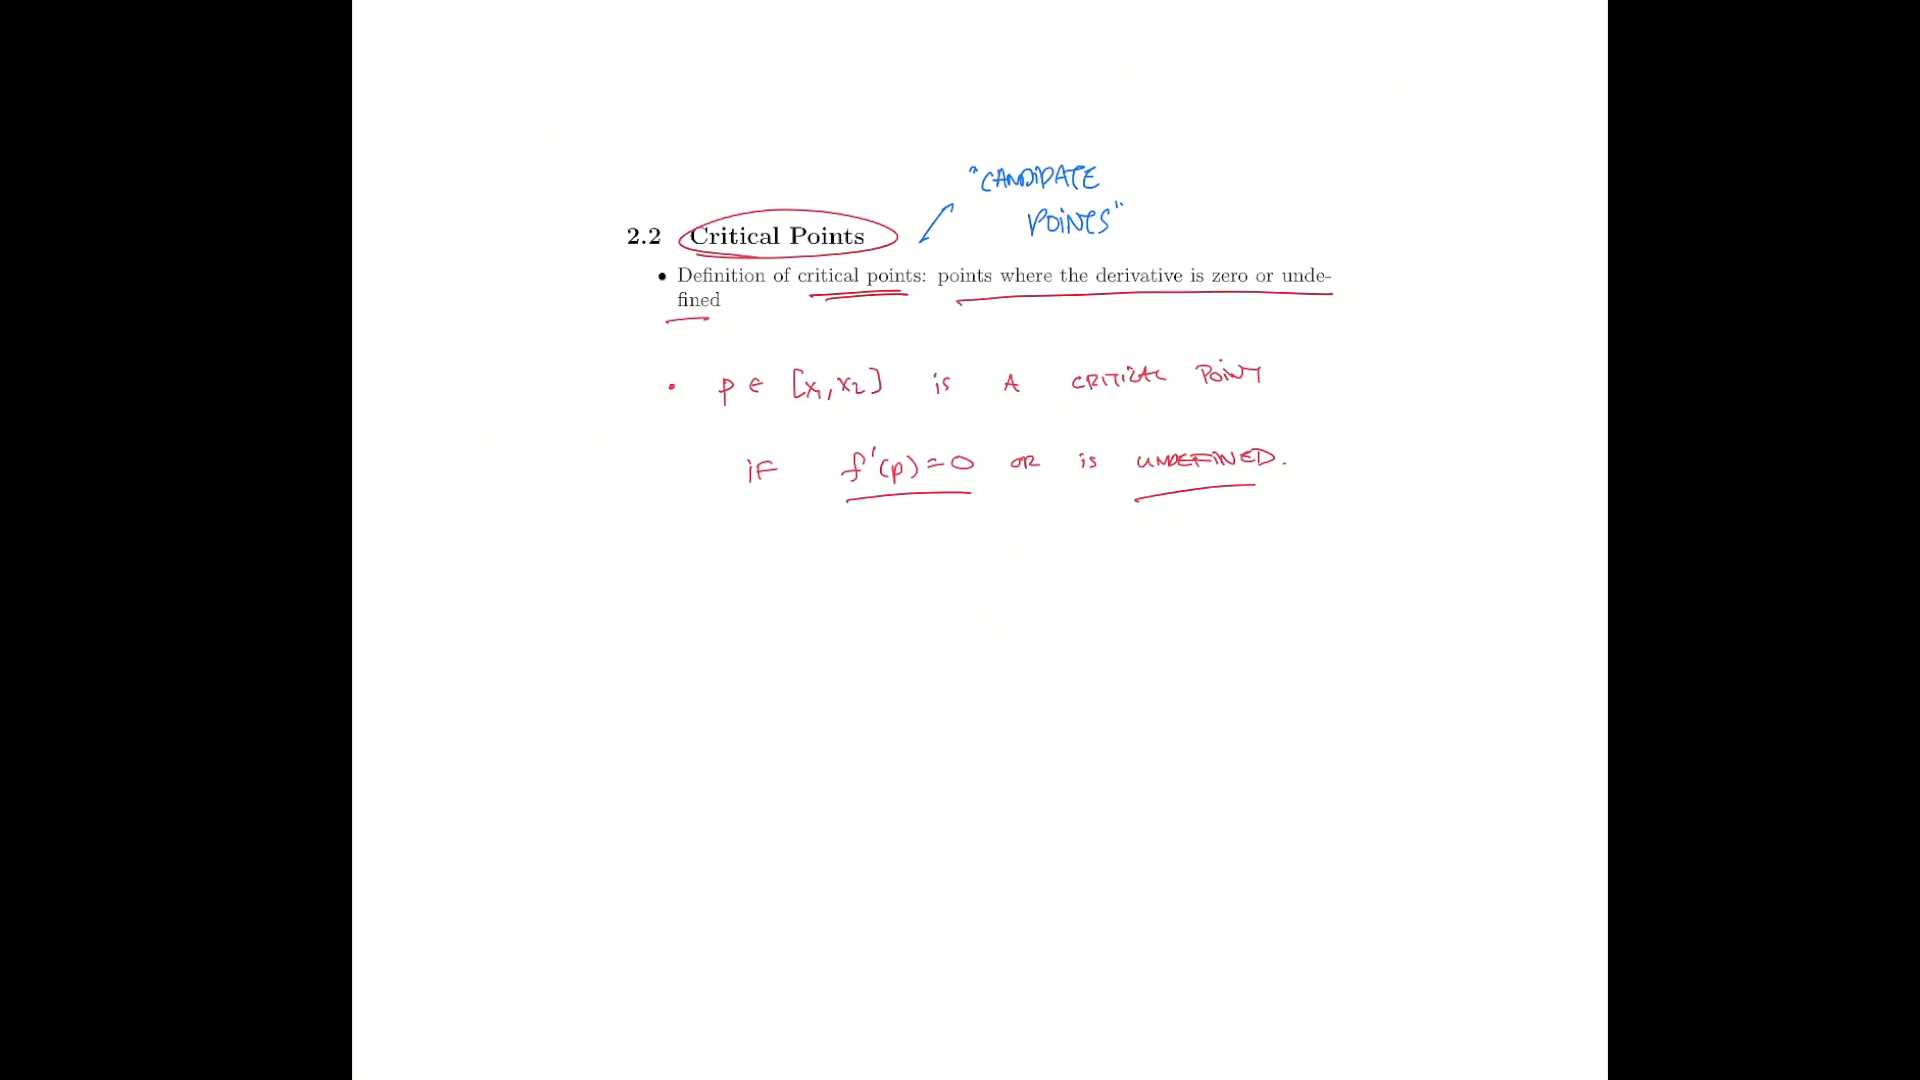 "CANDIDATE
POINTS"
2.2 Critical Points
• Definition of critical points: points where the derivative is zero or unde-
fined
• p ∈ [x₁, x₂] is A CRITICAL POINT
iF f'(p)=0 OR is UNDEFINED.